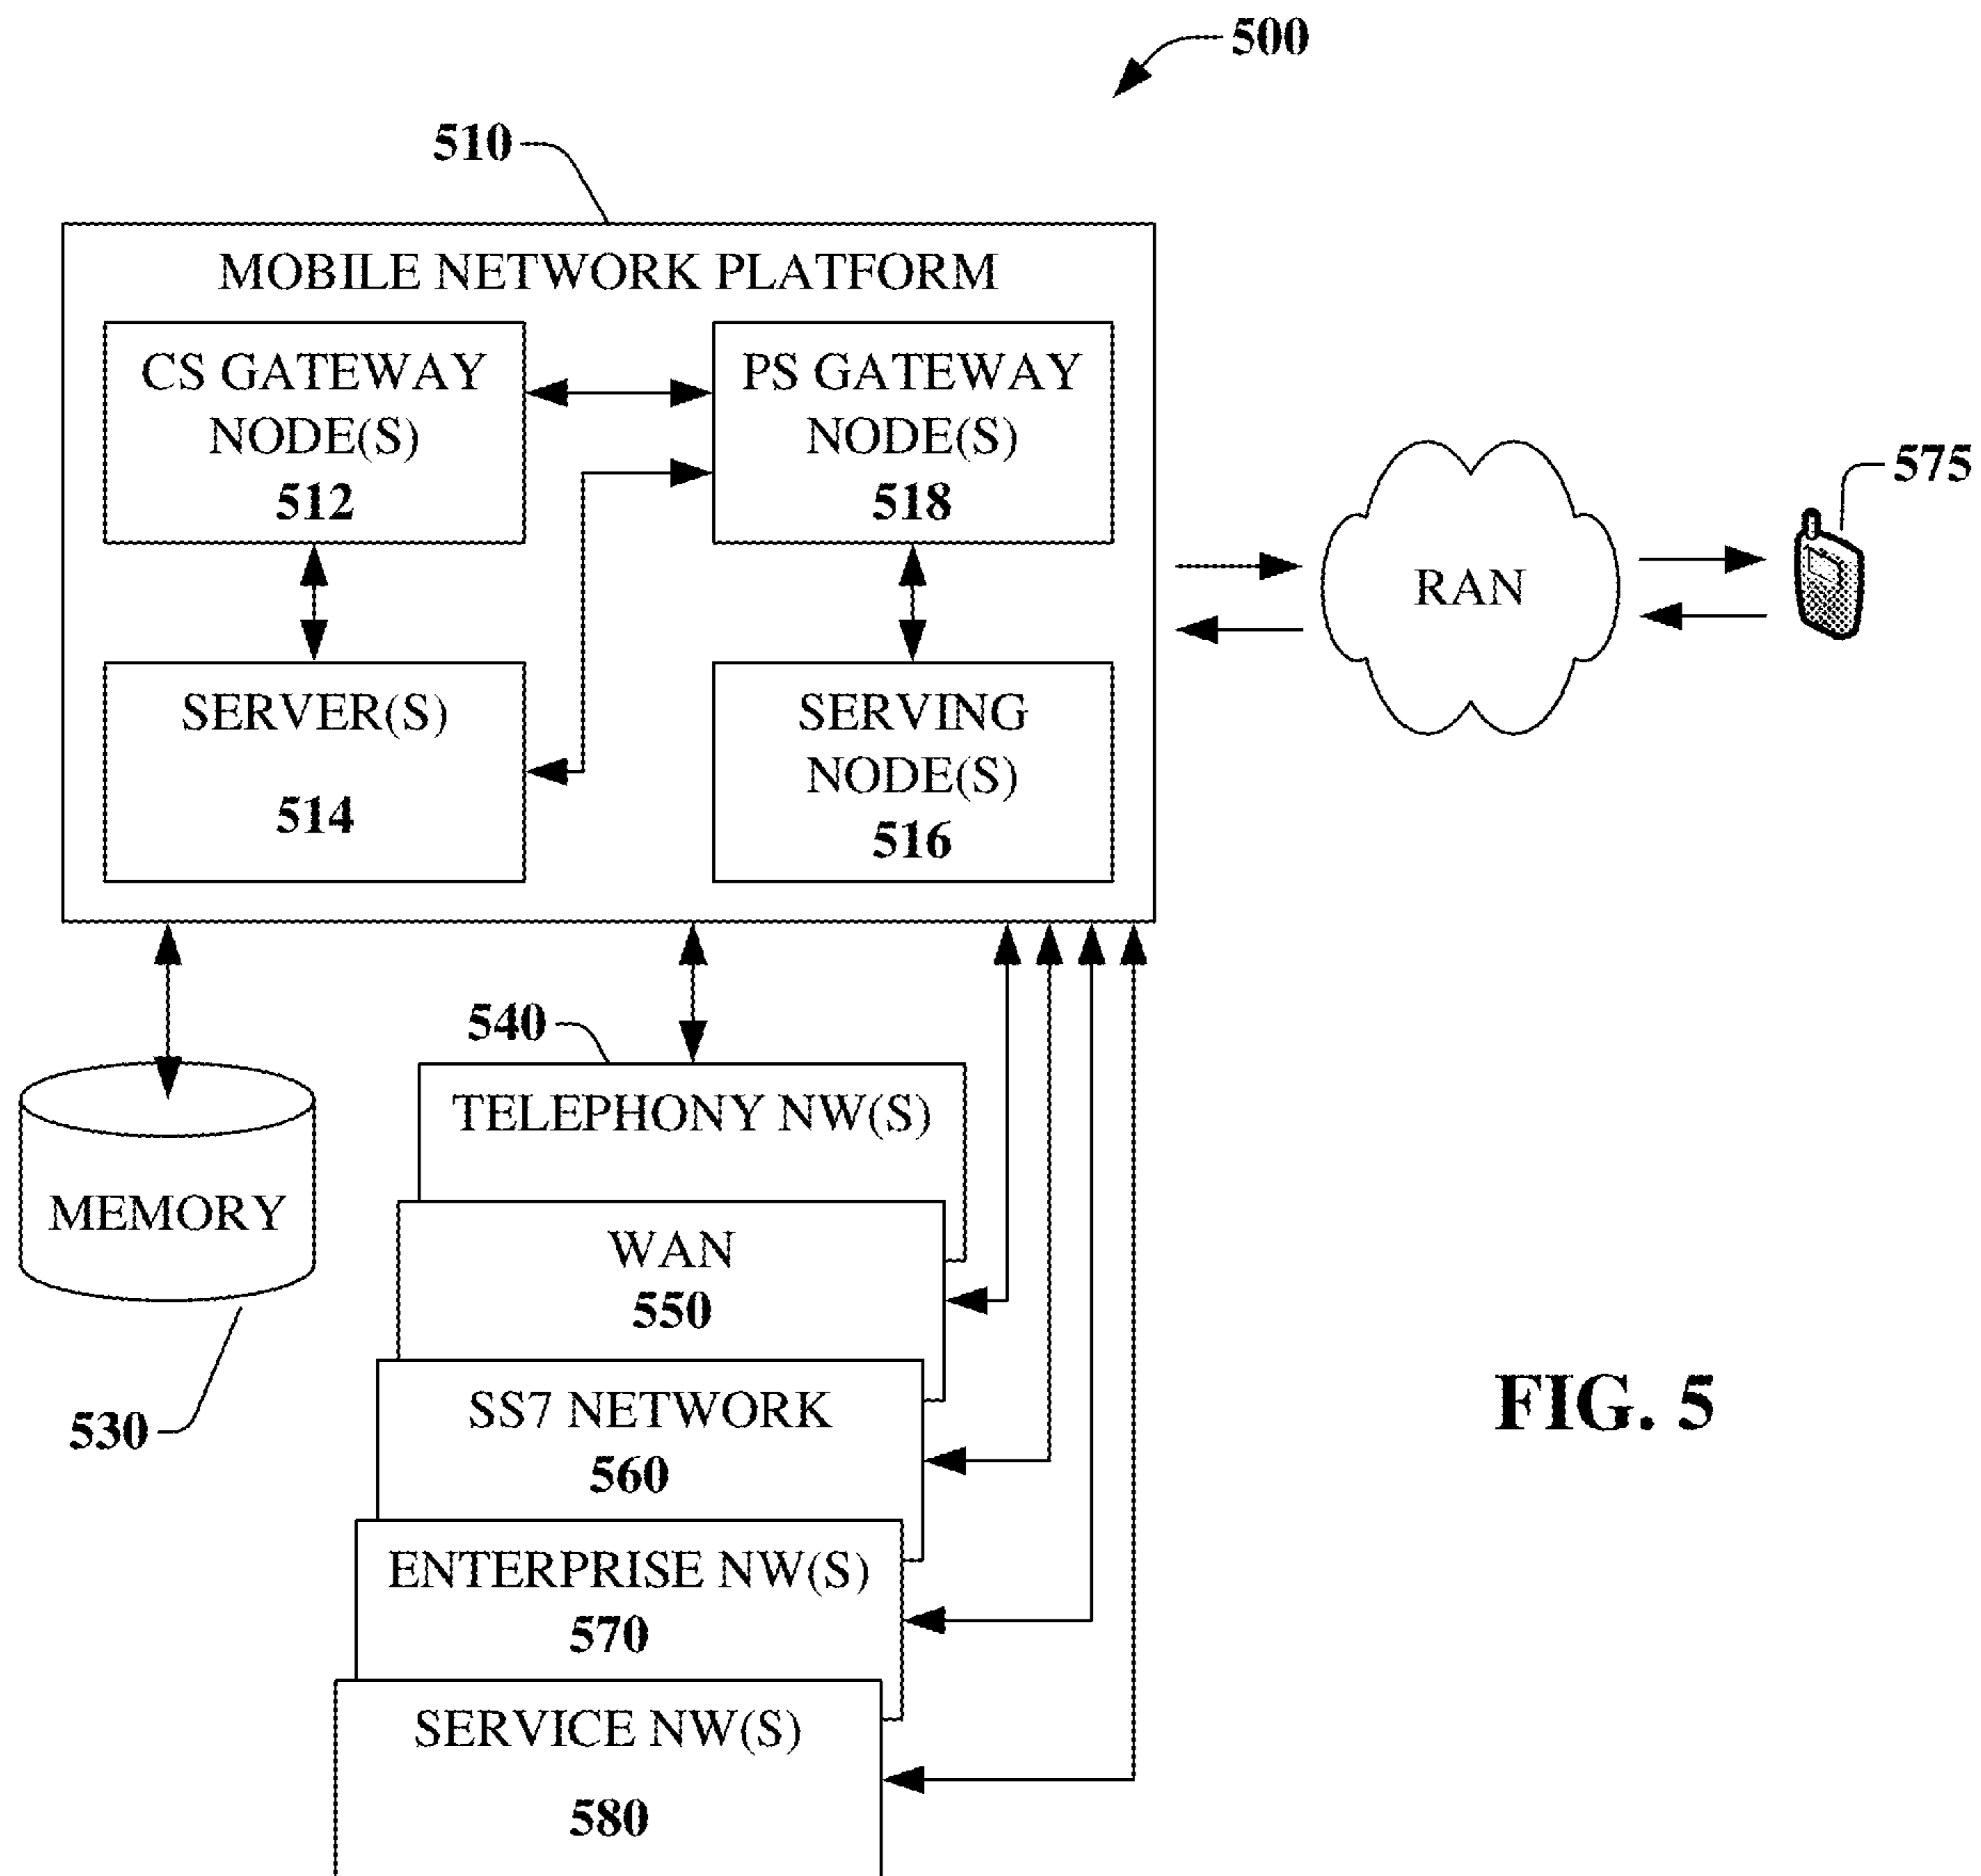 500
510
MOBILE NETWORK PLATFORM
CS GATEWAY
NODE(S)
512
PS GATEWAY
NODE(S)
518
SERVER(S)
514
SERVING
NODE(S)
516
RAN
575
540
TELEPHONY NW(S)
MEMORY
530
WAN
550
SS7 NETWORK
560
ENTERPRISE NW(S)
570
SERVICE NW(S)
580
FIG. 5